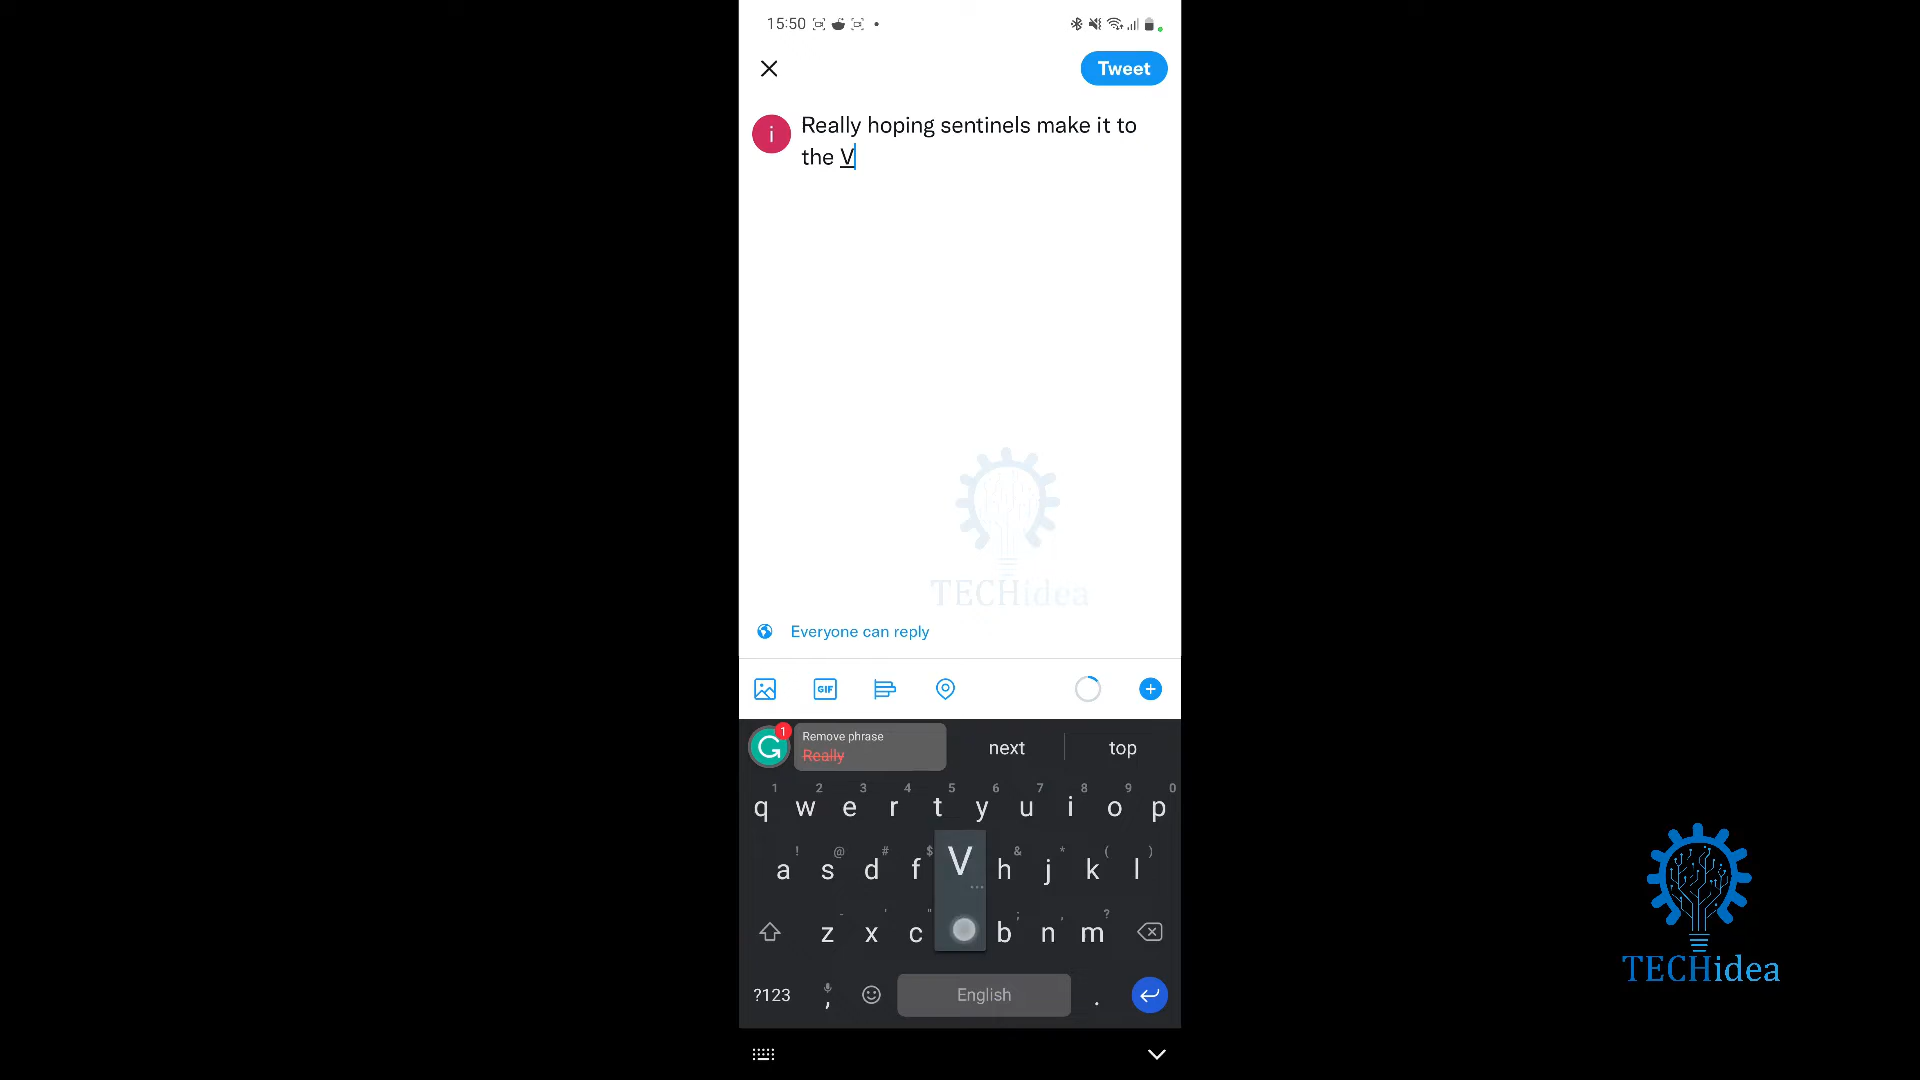 15:50
Tweet
i
Really hoping sentinels make it to
the V
TECHidea
Everyone can reply
GIF
1
Remove phrase
Really
next
top
1 2 3 4 5 6 7 8 9 0
q w e r t y u i o p
! @ # $ & * ( )
a s d f V h j k l
- ' " ; , ?
z x c b n m
?123 , English .
TECHidea